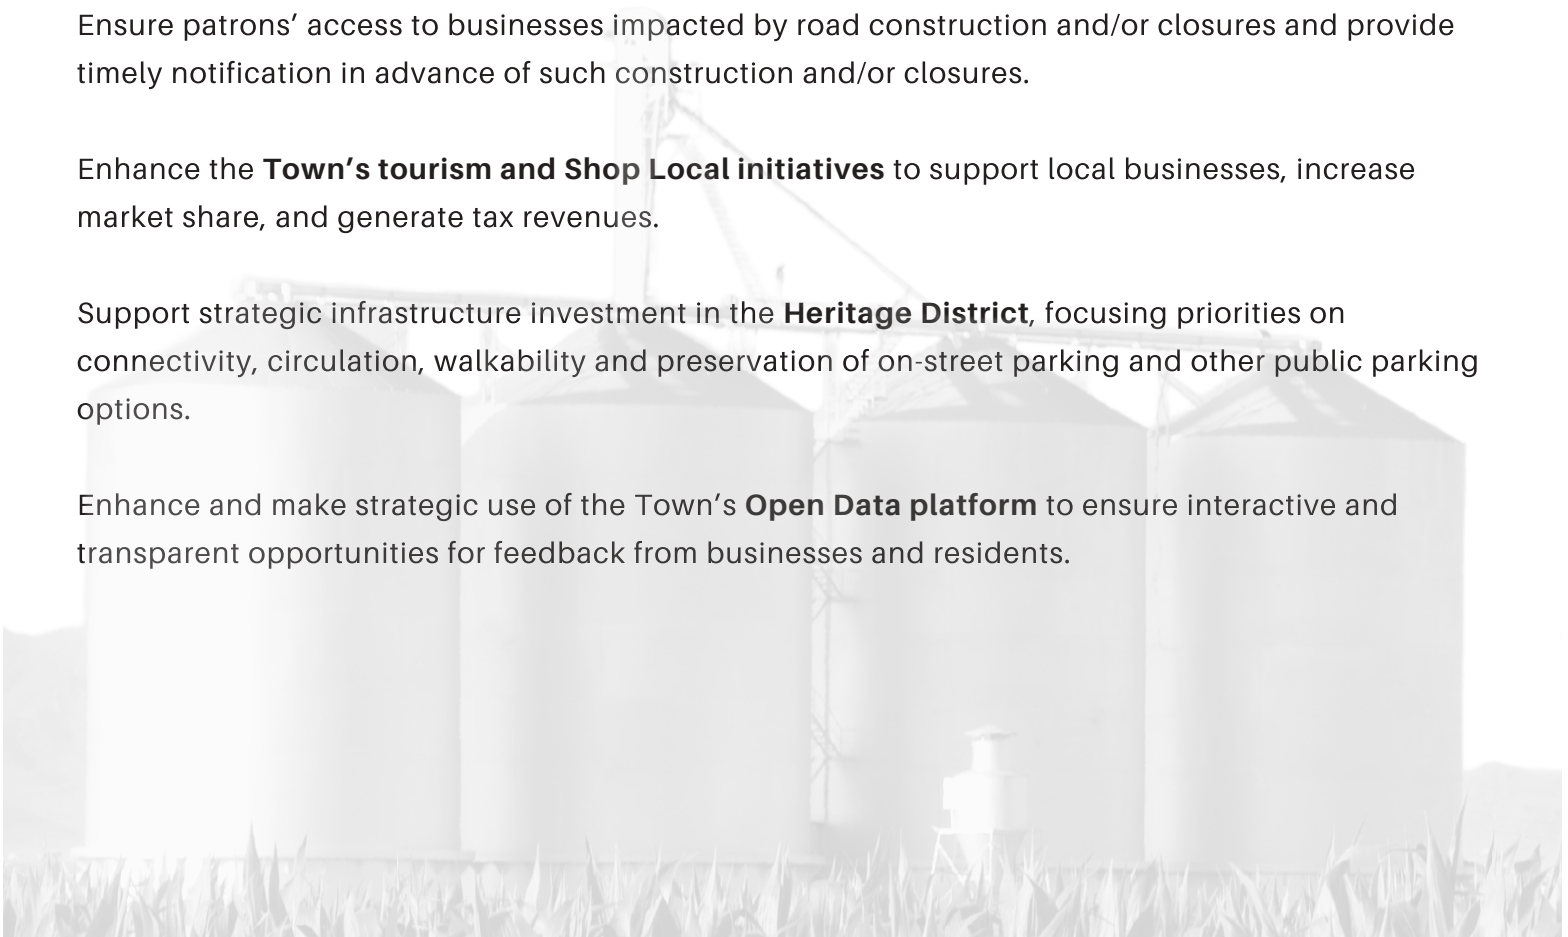 Ensure patrons’ access to businesses impacted by road construction and/or closures and provide
timely notification in advance of such construction and/or closures.
Enhance the Town’s tourism and Shop Local initiatives to support local businesses, increase
market share, and generate tax revenues.
Support strategic infrastructure investment in the Heritage District, focusing priorities on
connectivity, circulation, walkability and preservation of on-street parking and other public parking
options.
Enhance and make strategic use of the Town’s Open Data platform to ensure interactive and
transparent opportunities for feedback from businesses and residents.